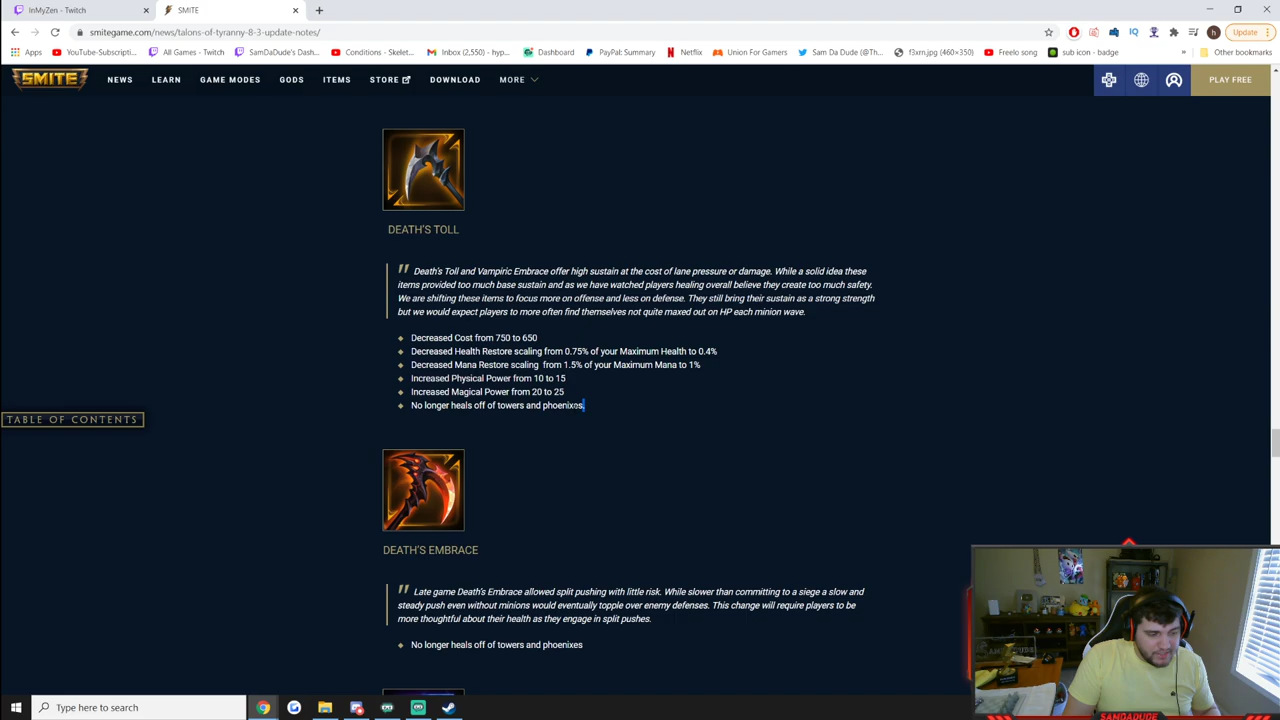 InMyZen - Twitch
SMITE
smitegame.com/news/talons-of-tyranny-8-3-update-notes/
Update
Apps
YouTube-Subscripti...
All Games - Twitch
SamDaDude's Dash...
Conditions - Skelet...
Inbox (2,550) - hyp...
Dashboard
PayPal: Summary
Netflix
Union For Gamers
Sam Da Dude (@Th...
f3xrn.jpg (460×350)
Freelo song
sub icon - badge
»
Other bookmarks
SMITE
NEWS
LEARN
GAME MODES
GODS
ITEMS
STORE
DOWNLOAD
MORE
PLAY FREE
DEATH'S TOLL
" Death's Toll and Vampiric Embrace offer high sustain at the cost of lane pressure or damage. While a solid idea these
items provided too much base sustain and as we have watched players healing overall believe they create too much safety.
We are shifting these items to focus more on offense and less on defense. They still bring their sustain as a strong strength
but we would expect players to more often find themselves not quite maxed out on HP each minion wave.
Decreased Cost from 750 to 650
Decreased Health Restore scaling from 0.75% of your Maximum Health to 0.4%
Decreased Mana Restore scaling from 1.5% of your Maximum Mana to 1%
Increased Physical Power from 10 to 15
Increased Magical Power from 20 to 25
No longer heals off of towers and phoenixes.
TABLE OF CONTENTS
DEATH'S EMBRACE
" Late game Death's Embrace allowed split pushing with little risk. While slower than committing to a siege a slow and
steady push even without minions would eventually topple over enemy defenses. This change will require players to be
more thoughtful about their health as they engage in split pushes.
No longer heals off of towers and phoenixes
Type here to search